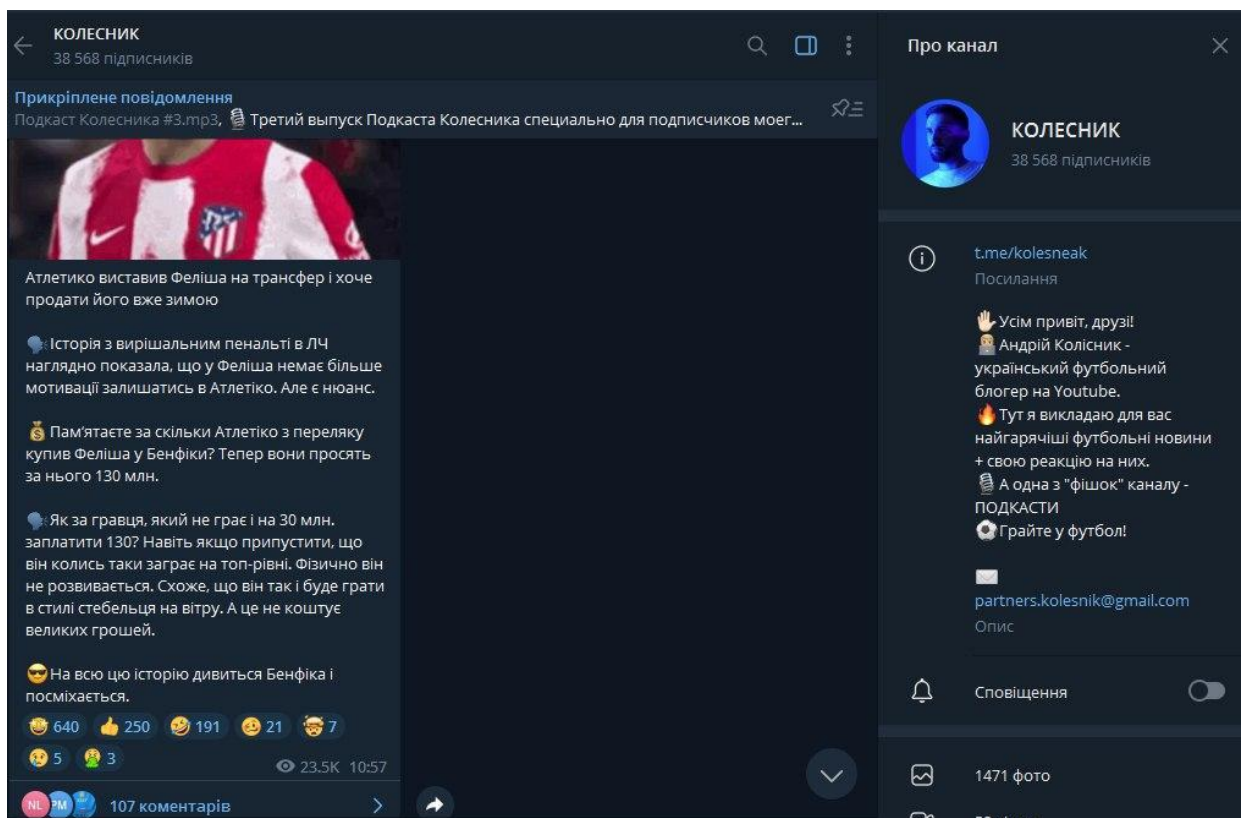 КОЛЕСНИК
38 568 підписників
Прикріплене повідомлення
Подкаст Колесника #3.mp3, 🎙 Третий выпуск Подкаста Колесника специально для подписчиков моег...
Атлетико виставив Феліша на трансфер і хоче
продати його вже зимою
🗣Історія з вирішальним пенальті в ЛЧ
наглядно показала, що у Феліша немає більше
мотивації залишатись в Атлетіко. Але є нюанс.
💰 Пам'ятаєте за скільки Атлетіко з переляку
купив Феліша у Бенфіки? Тепер вони просять
за нього 130 млн.
🗣Як за гравця, який не грає і на 30 млн.
заплатити 130? Навіть якщо припустити, що
він колись таки заграє на топ-рівні. Фізично він
не розвивається. Схоже, що він так і буде грати
в стилі стебельця на вітру. А це не коштує
великих грошей.
😎На всю цю історію дивиться Бенфіка і
посміхається.
🤩 640 👍 250 🤣 191 🥴 21 🤯 7
😢 5 🤮 3 23.5K 10:57
NL PM 107 коментарів
Про канал
КОЛЕСНИК
38 568 підписників
t.me/kolesneak
Посилання
🖐🏻Усім привіт, друзі!
👨🏼‍💻Андрій Колісник -
український футбольний
блогер на Youtube.
🔥Тут я викладаю для вас
найгарячіші футбольні новини
+ свою реакцію на них.
🎙А одна з "фішок" каналу -
ПОДКАСТИ
⚽Грайте у футбол!
✉
partners.kolesnik@gmail.com
Опис
Сповіщення
1471 фото